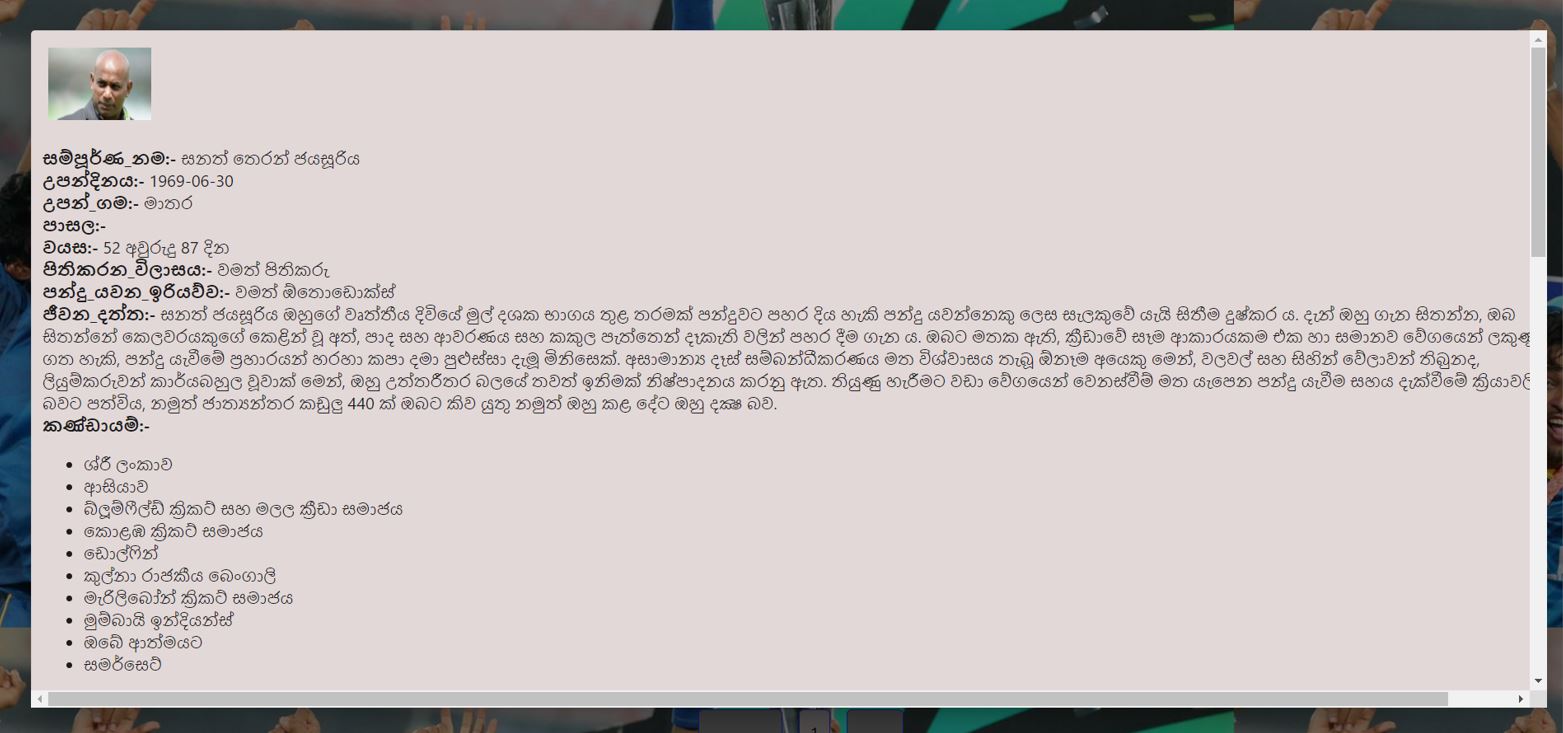 සම්පූර්ණ_නම:- සනත් තෙරන් ජයසූරිය
උපන්දිනය:- 1969-06-30
උපන්_ගම:- මාතර
පාසල:-
වයස:- 52 අවුරුදු 87 දින
පිතිකරන_විලාසය:- වමත් පිතිකරු
පන්දු_යවන_ඉරියව්ව:- වමත් ඕතොඩොක්ස්
ජීවන_දත්ත:- සනත් ජයසූරිය ඔහුගේ වෘත්තීය දිවියේ මුල් දශක භාගය තුළ තරමක් පන්දුවට පහර දිය හැකි පන්දු යවන්නෙකු ලෙස සැලකුවේ යැයි සිතීම දුෂ්කර ය. දැන් ඔහු ගැන සිතන්න, ඔබ
සිතන්නේ කෙලවරයකුගේ කෙළින් වූ අත්, පාද සහ ආවරණය සහ කකුල පැත්තෙන් දෑකැති වලින් පහර දීම ගැන ය. ඔබට මතක ඇති, ක්‍රීඩාවේ සෑම ආකාරයකම එක හා සමානව වේගයෙන් ලකුණු
ගත හැකි, පන්දු යැවීමේ ප්‍රහාරයන් හරහා කපා දමා පුළුස්සා දැමූ මිනිසෙක්. අසාමාන්‍ය දෑස් සම්බන්ධීකරණය මත විශ්වාසය තැබූ ඕනෑම අයෙකු මෙන්, වලවල් සහ සිහින් වේලාවන් තිබුනද,
ලියුම්කරුවන් කාර්යබහුල වූවාක් මෙන්, ඔහු උත්තරීතර බලයේ තවත් ඉනිමක් නිෂ්පාදනය කරනු ඇත. තියුණු හැරීමට වඩා වේගයෙන් වෙනස්වීම් මත යැපෙන පන්දු යැවීම සහය දැක්වීමේ
බවට පත්විය, නමුත් ජාත්‍යන්තර කඩුලු 440 ක් ඔබට කිව යුතු නමුත් ඔහු කළ දේට ඔහු දක්‍ෂ බව.
කණ්ඩායම්:-
• ශ්රී ලංකාව
• ආසියාව
• බ්ලූම්ෆීල්ඩ් ක්‍රිකට් සහ මලල ක්‍රීඩා සමාජය
• කොළඹ ක්‍රිකට් සමාජය
• ඩොල්ෆින්
• කුල්නා රාජකීය බෙංගාලි
• මැරිලිබෝන් ක්‍රිකට් සමාජය
• මුම්බායි ඉන්දියන්ස්
• ඔබේ ආත්මයට
• සමර්සෙට්
1